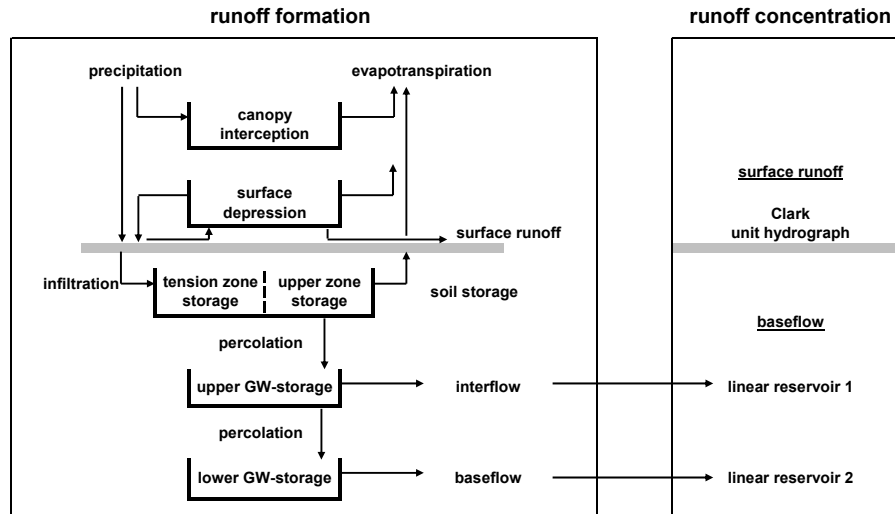 runoff formation
runoff concentration
precipitation
evapotranspiration
canopy
interception
surface
depression
surface runoff
surface runoff
Clark
unit hydrograph
infiltration
tension zone
storage
upper zone
storage
soil storage
baseflow
percolation
upper GW-storage
interflow
linear reservoir 1
percolation
lower GW-storage
baseflow
linear reservoir 2